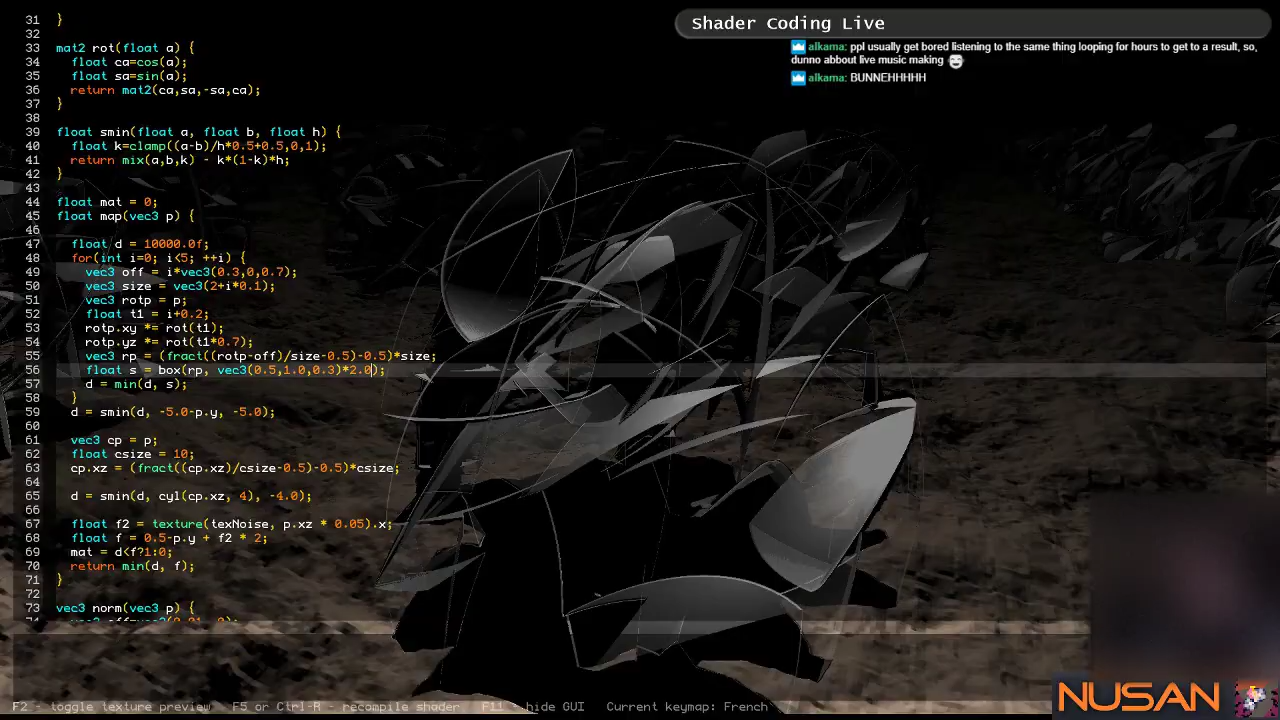 Shader Coding Live
alkama: ppl usually get bored listening to the same thing looping for hours to get to a result, so,
dunno abbout live music making
alkama: BUNNEHHHHH
31 }
32
33 mat2 rot(float a) {
34 float ca=cos(a);
35 float sa=sin(a);
36 return mat2(ca,sa,-sa,ca);
37 }
38
39 float smin(float a, float b, float h) {
40 float k=clamp((a-b)/h*0.5+0.5,0,1);
41 return mix(a,b,k) - k*(1-k)*h;
42 }
43
44 float mat = 0;
45 float map(vec3 p) {
46
47 float d = 10000.0f;
48 for(int i=0; i<5; ++i) {
49 vec3 off = i*vec3(0.3,0,0.7);
50 vec3 size = vec3(2+i*0.1);
51 vec3 rotp = p;
52 float t1 = i+0.2;
53 rotp.xy *= rot(t1);
54 rotp.yz *= rot(t1*0.7);
55 vec3 rp = (fract((rotp-off)/size-0.5)-0.5)*size;
56 float s = box(rp, vec3(0.5,1.0,0.3)*2.0);
57 d = min(d, s);
58 }
59 d = smin(d, -5.0-p.y, -5.0);
60
61 vec3 cp = p;
62 float csize = 10;
63 cp.xz = (fract((cp.xz)/csize-0.5)-0.5)*csize;
64
65 d = smin(d, cyl(cp.xz, 4), -4.0);
66
67 float f2 = texture(texNoise, p.xz * 0.05).x;
68 float f = 0.5-p.y + f2 * 2;
69 mat = d<f?1:0;
70 return min(d, f);
71 }
72
73 vec3 norm(vec3 p) {
F2 - toggle texture preview F5 or Ctrl-R - recompile shader F11 - hide GUI Current keymap: French
NUSAN